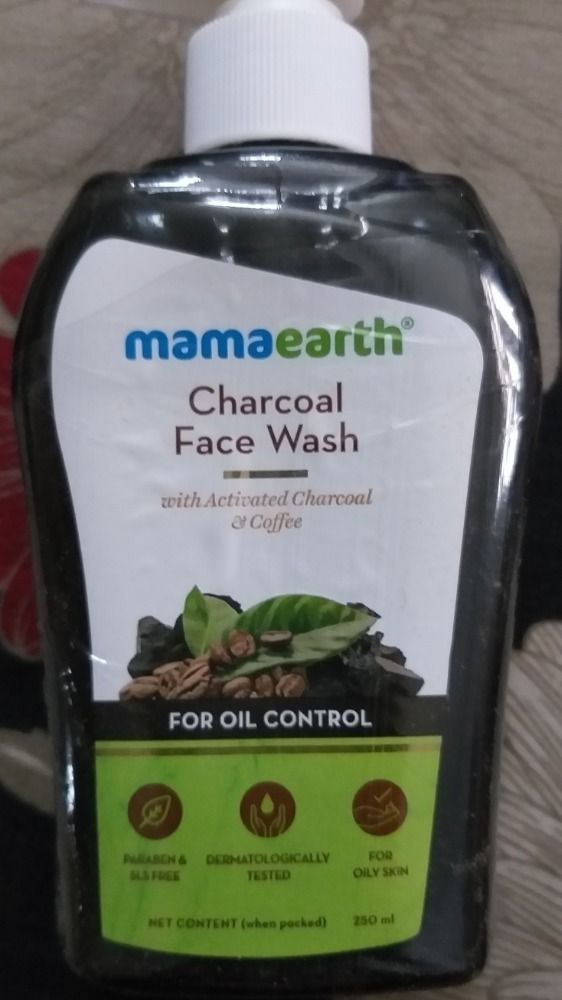 mamaearth®
Charcoal
Face Wash
with Activated Charcoal
& Coffee
FOR OIL CONTROL
PARABEN & DERMATOLOGICALLY FOR
SLS FREE TESTED OILY SKIN
NET CONTENT (when packed) 250 ml